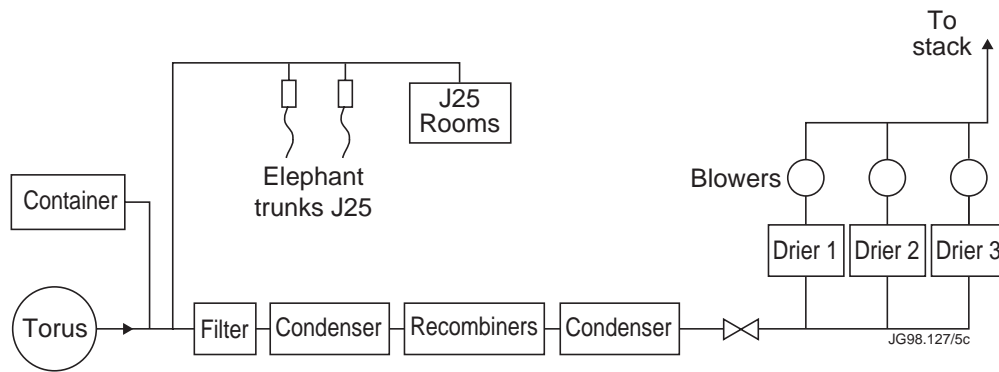 To
stack
J25
Rooms
Elephant
trunks J25
Blowers
Container
Drier 1
Drier 2
Drier 3
Torus
Filter
Condenser
Recombiners
Condenser
JG98.127/5c